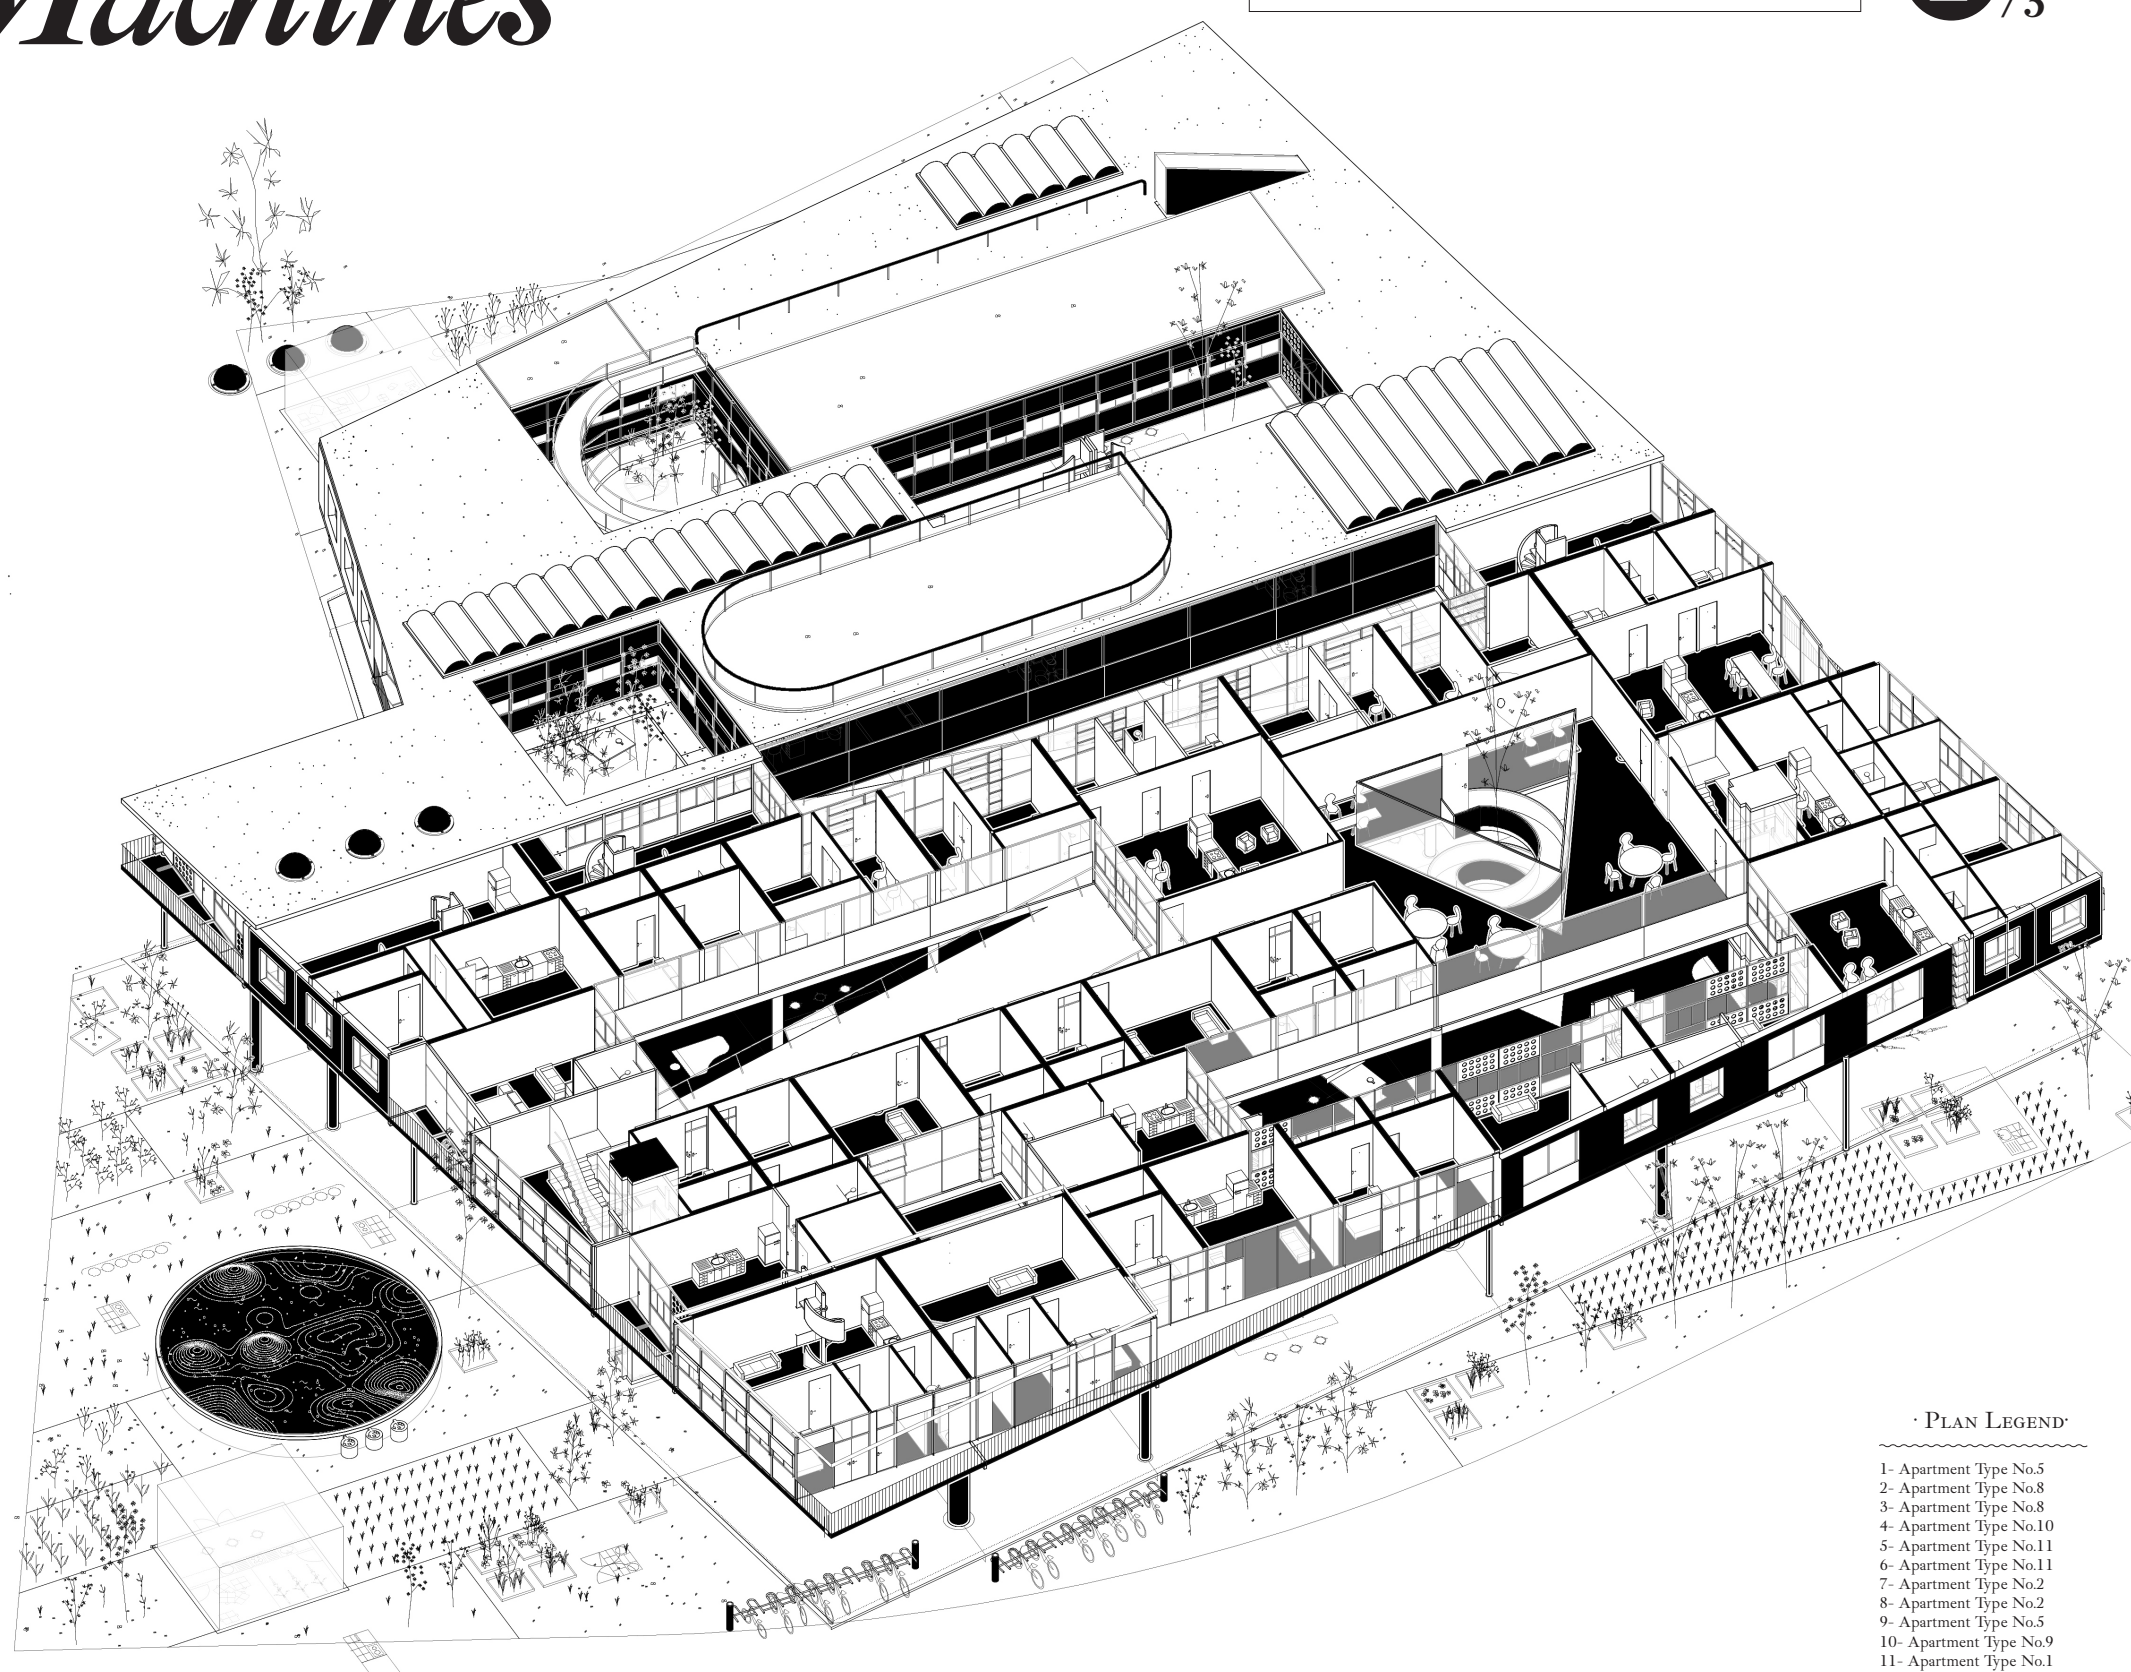 Machines
/3
· Plan Legend·
1- Apartment Type No.5
2- Apartment Type No.8
3- Apartment Type No.8
4- Apartment Type No.10
5- Apartment Type No.11
6- Apartment Type No.11
7- Apartment Type No.2
8- Apartment Type No.2
9- Apartment Type No.5
10- Apartment Type No.9
11- Apartment Type No.1